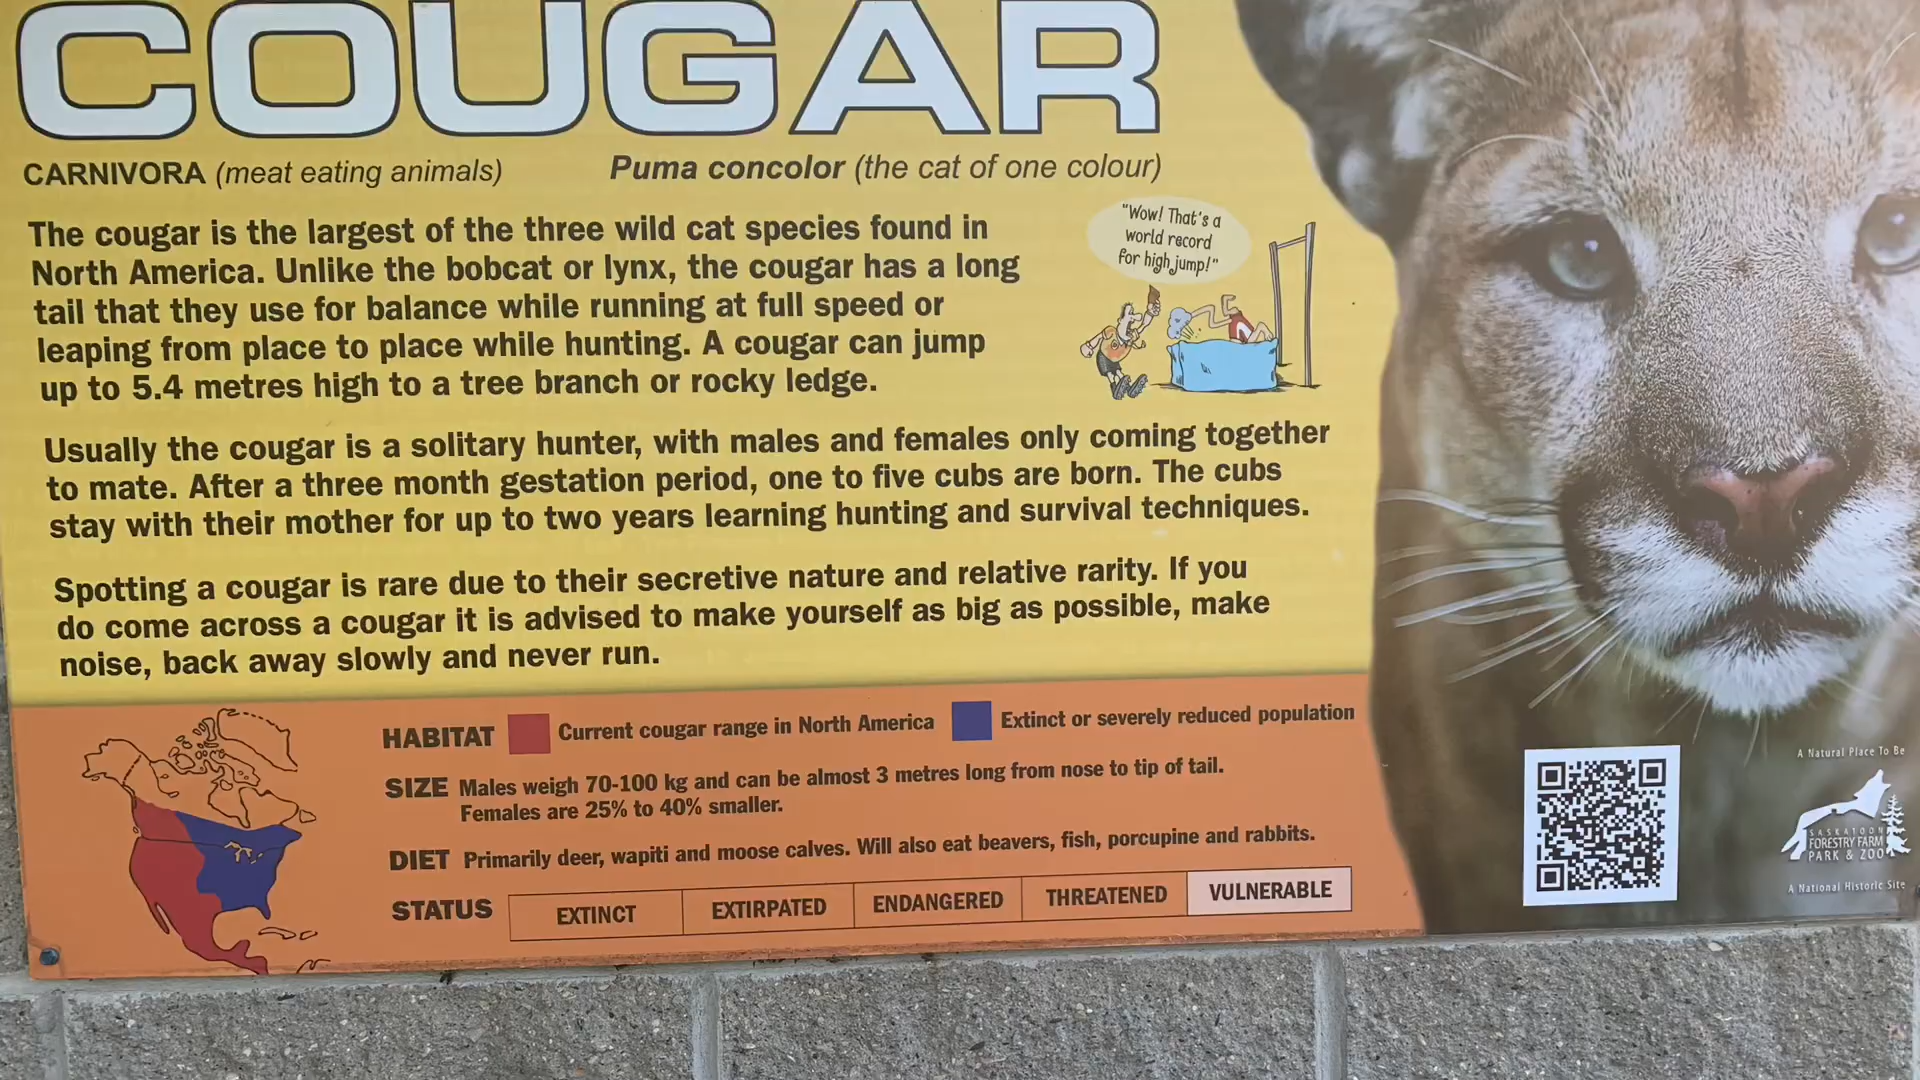 COUGAR
CARNIVORA (meat eating animals)
Puma concolor (the cat of one colour)
The cougar is the largest of the three wild cat species found in
North America. Unlike the bobcat or lynx, the cougar has a long
tail that they use for balance while running at full speed or
leaping from place to place while hunting. A cougar can jump
up to 5.4 metres high to a tree branch or rocky ledge.
"Wow! That's a
world record
for high jump!"
Usually the cougar is a solitary hunter, with males and females only coming together
to mate. After a three month gestation period, one to five cubs are born. The cubs
stay with their mother for up to two years learning hunting and survival techniques.
Spotting a cougar is rare due to their secretive nature and relative rarity. If you
do come across a cougar it is advised to make yourself as big as possible, make
noise, back away slowly and never run.
HABITAT Current cougar range in North America Extinct or severely reduced population
SIZE Males weigh 70-100 kg and can be almost 3 metres long from nose to tip of tail.
Females are 25% to 40% smaller.
DIET Primarily deer, wapiti and moose calves. Will also eat beavers, fish, porcupine and rabbits.
STATUS EXTINCT EXTIRPATED ENDANGERED THREATENED VULNERABLE
A Natural Place To Be
SASKATOON
FORESTRY FARM
PARK & ZOO
A National Historic Site